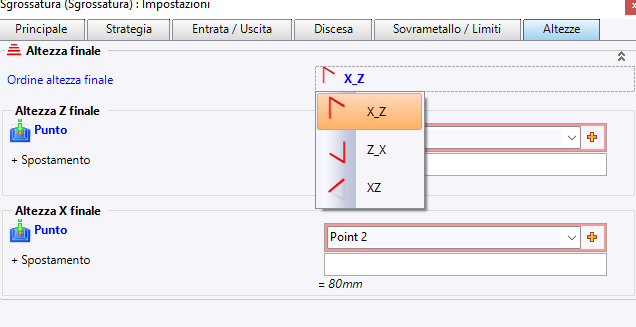 Sgrossatura (Sgrossatura) : Impostazioni
Principale Strategia Entrata / Uscita Discesa Sovrametallo / Limiti Altezze
Altezza finale
Ordine altezza finale X_Z
X_Z
Z_X
XZ
Altezza Z finale
Punto
+ Spostamento
Altezza X finale
Punto Point 2
+ Spostamento
= 80mm